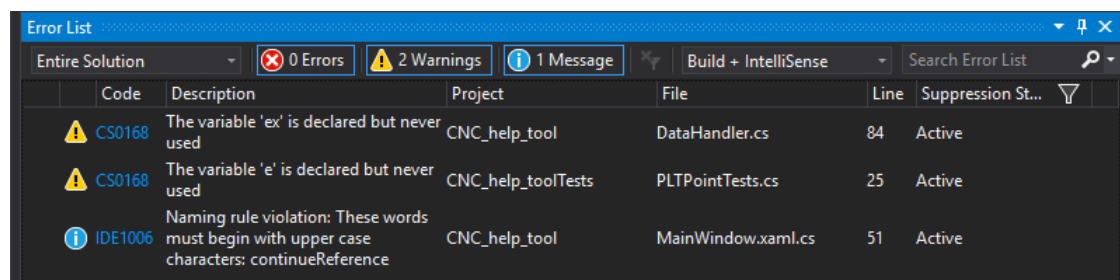 Error List
Entire Solution 0 Errors 2 Warnings 1 Message Build + IntelliSense Search Error List
Code Description Project File Line Suppression St...
CS0168 The variable 'ex' is declared but never
used CNC_help_tool DataHandler.cs 84 Active
CS0168 The variable 'e' is declared but never
used CNC_help_toolTests PLTPointTests.cs 25 Active
Naming rule violation: These words
IDE1006 must begin with upper case CNC_help_tool MainWindow.xaml.cs 51 Active
characters: continueReference